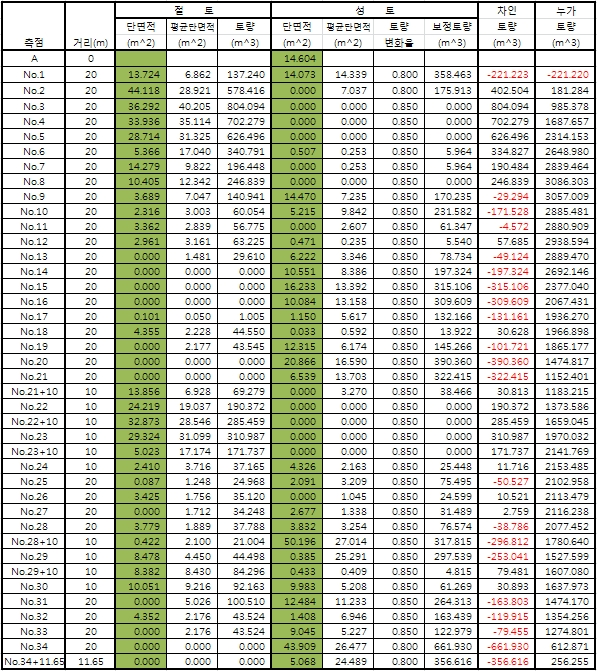 절 토 성 토 차인 누가
측점 거리(m) 단면적 평균단면적 토량 단면적 평균단면적 토량 보정토량 토량 토량
(m^2) (m^2) (m^3) (m^2) (m^2) 변화율 (m^3) (m^3) (m^3)
A 0 14.604
No.1 20 13.724 6.862 137.240 14.073 14.339 0.800 358.463 -221.223 -221.220
No.2 20 44.118 28.921 578.416 0.000 7.037 0.800 175.913 402.504 181.284
No.3 20 36.292 40.205 804.094 0.000 0.000 0.850 0.000 804.094 985.378
No.4 20 33.936 35.114 702.279 0.000 0.000 0.850 0.000 702.279 1687.657
No.5 20 28.714 31.325 626.496 0.000 0.000 0.850 0.000 626.496 2314.153
No.6 20 5.366 17.040 340.791 0.507 0.253 0.850 5.964 334.827 2648.980
No.7 20 14.279 9.822 196.448 0.000 0.253 0.850 5.964 190.484 2839.464
No.8 20 10.405 12.342 246.839 0.000 0.000 0.850 0.000 246.839 3086.303
No.9 20 3.689 7.047 140.941 14.470 7.235 0.850 170.235 -29.294 3057.009
No.10 20 2.316 3.003 60.054 5.215 9.842 0.850 231.582 -171.528 2885.481
No.11 20 3.362 2.839 56.775 0.000 2.607 0.850 61.347 -4.572 2880.909
No.12 20 2.961 3.161 63.225 0.471 0.235 0.850 5.540 57.685 2938.594
No.13 20 0.000 1.481 29.610 6.222 3.346 0.850 78.734 -49.124 2889.470
No.14 20 0.000 0.000 0.000 10.551 8.386 0.850 197.324 -197.324 2692.146
No.15 20 0.000 0.000 0.000 16.233 13.392 0.850 315.106 -315.106 2377.040
No.16 20 0.000 0.000 0.000 10.084 13.158 0.850 309.609 -309.609 2067.431
No.17 20 0.101 0.050 1.005 1.150 5.617 0.850 132.166 -131.161 1936.270
No.18 20 4.355 2.228 44.550 0.033 0.592 0.850 13.922 30.628 1966.898
No.19 20 0.000 2.177 43.545 12.315 6.174 0.850 145.266 -101.721 1865.177
No.20 20 0.000 0.000 0.000 20.866 16.590 0.850 390.360 -390.360 1474.817
No.21 20 0.000 0.000 0.000 6.539 13.703 0.850 322.415 -322.415 1152.401
No.21+10 10 13.856 6.928 69.279 0.000 3.270 0.850 38.466 30.813 1183.215
No.22 10 24.219 19.037 190.372 0.000 0.000 0.850 0.000 190.372 1373.586
No.22+10 10 32.873 28.546 285.459 0.000 0.000 0.850 0.000 285.459 1659.045
No.23 10 29.324 31.099 310.987 0.000 0.000 0.850 0.000 310.987 1970.032
No.23+10 10 5.023 17.174 171.737 0.000 0.000 0.850 0.000 171.737 2141.769
No.24 10 2.410 3.716 37.165 4.326 2.163 0.850 25.448 11.716 2153.485
No.25 20 0.087 1.248 24.968 2.091 3.209 0.850 75.495 -50.527 2102.958
No.26 20 3.425 1.756 35.120 0.000 1.045 0.850 24.599 10.521 2113.479
No.27 20 0.000 1.712 34.248 2.677 1.338 0.850 31.489 2.759 2116.238
No.28 20 3.779 1.889 37.788 3.832 3.254 0.850 76.574 -38.786 2077.452
No.28+10 10 0.422 2.100 21.004 50.196 27.014 0.850 317.815 -296.812 1780.640
No.29 10 8.478 4.450 44.498 0.385 25.291 0.850 297.539 -253.041 1527.599
No.29+10 10 8.382 8.430 84.296 0.433 0.409 0.850 4.815 79.481 1607.080
No.30 10 10.051 9.216 92.163 9.983 5.208 0.850 61.269 30.893 1637.973
No.31 20 0.000 5.026 100.510 12.484 11.233 0.850 264.313 -163.803 1474.170
No.32 20 4.352 2.176 43.524 1.408 6.946 0.850 163.439 -119.915 1354.256
No.33 20 0.000 2.176 43.524 9.045 5.227 0.850 122.979 -79.455 1274.801
No.34 20 0.000 0.000 0.000 43.909 26.477 0.800 661.930 -661.930 612.871
No.34+11.65 11.65 0.000 0.000 0.000 5.068 24.489 0.800 356.616 -356.616 256.255